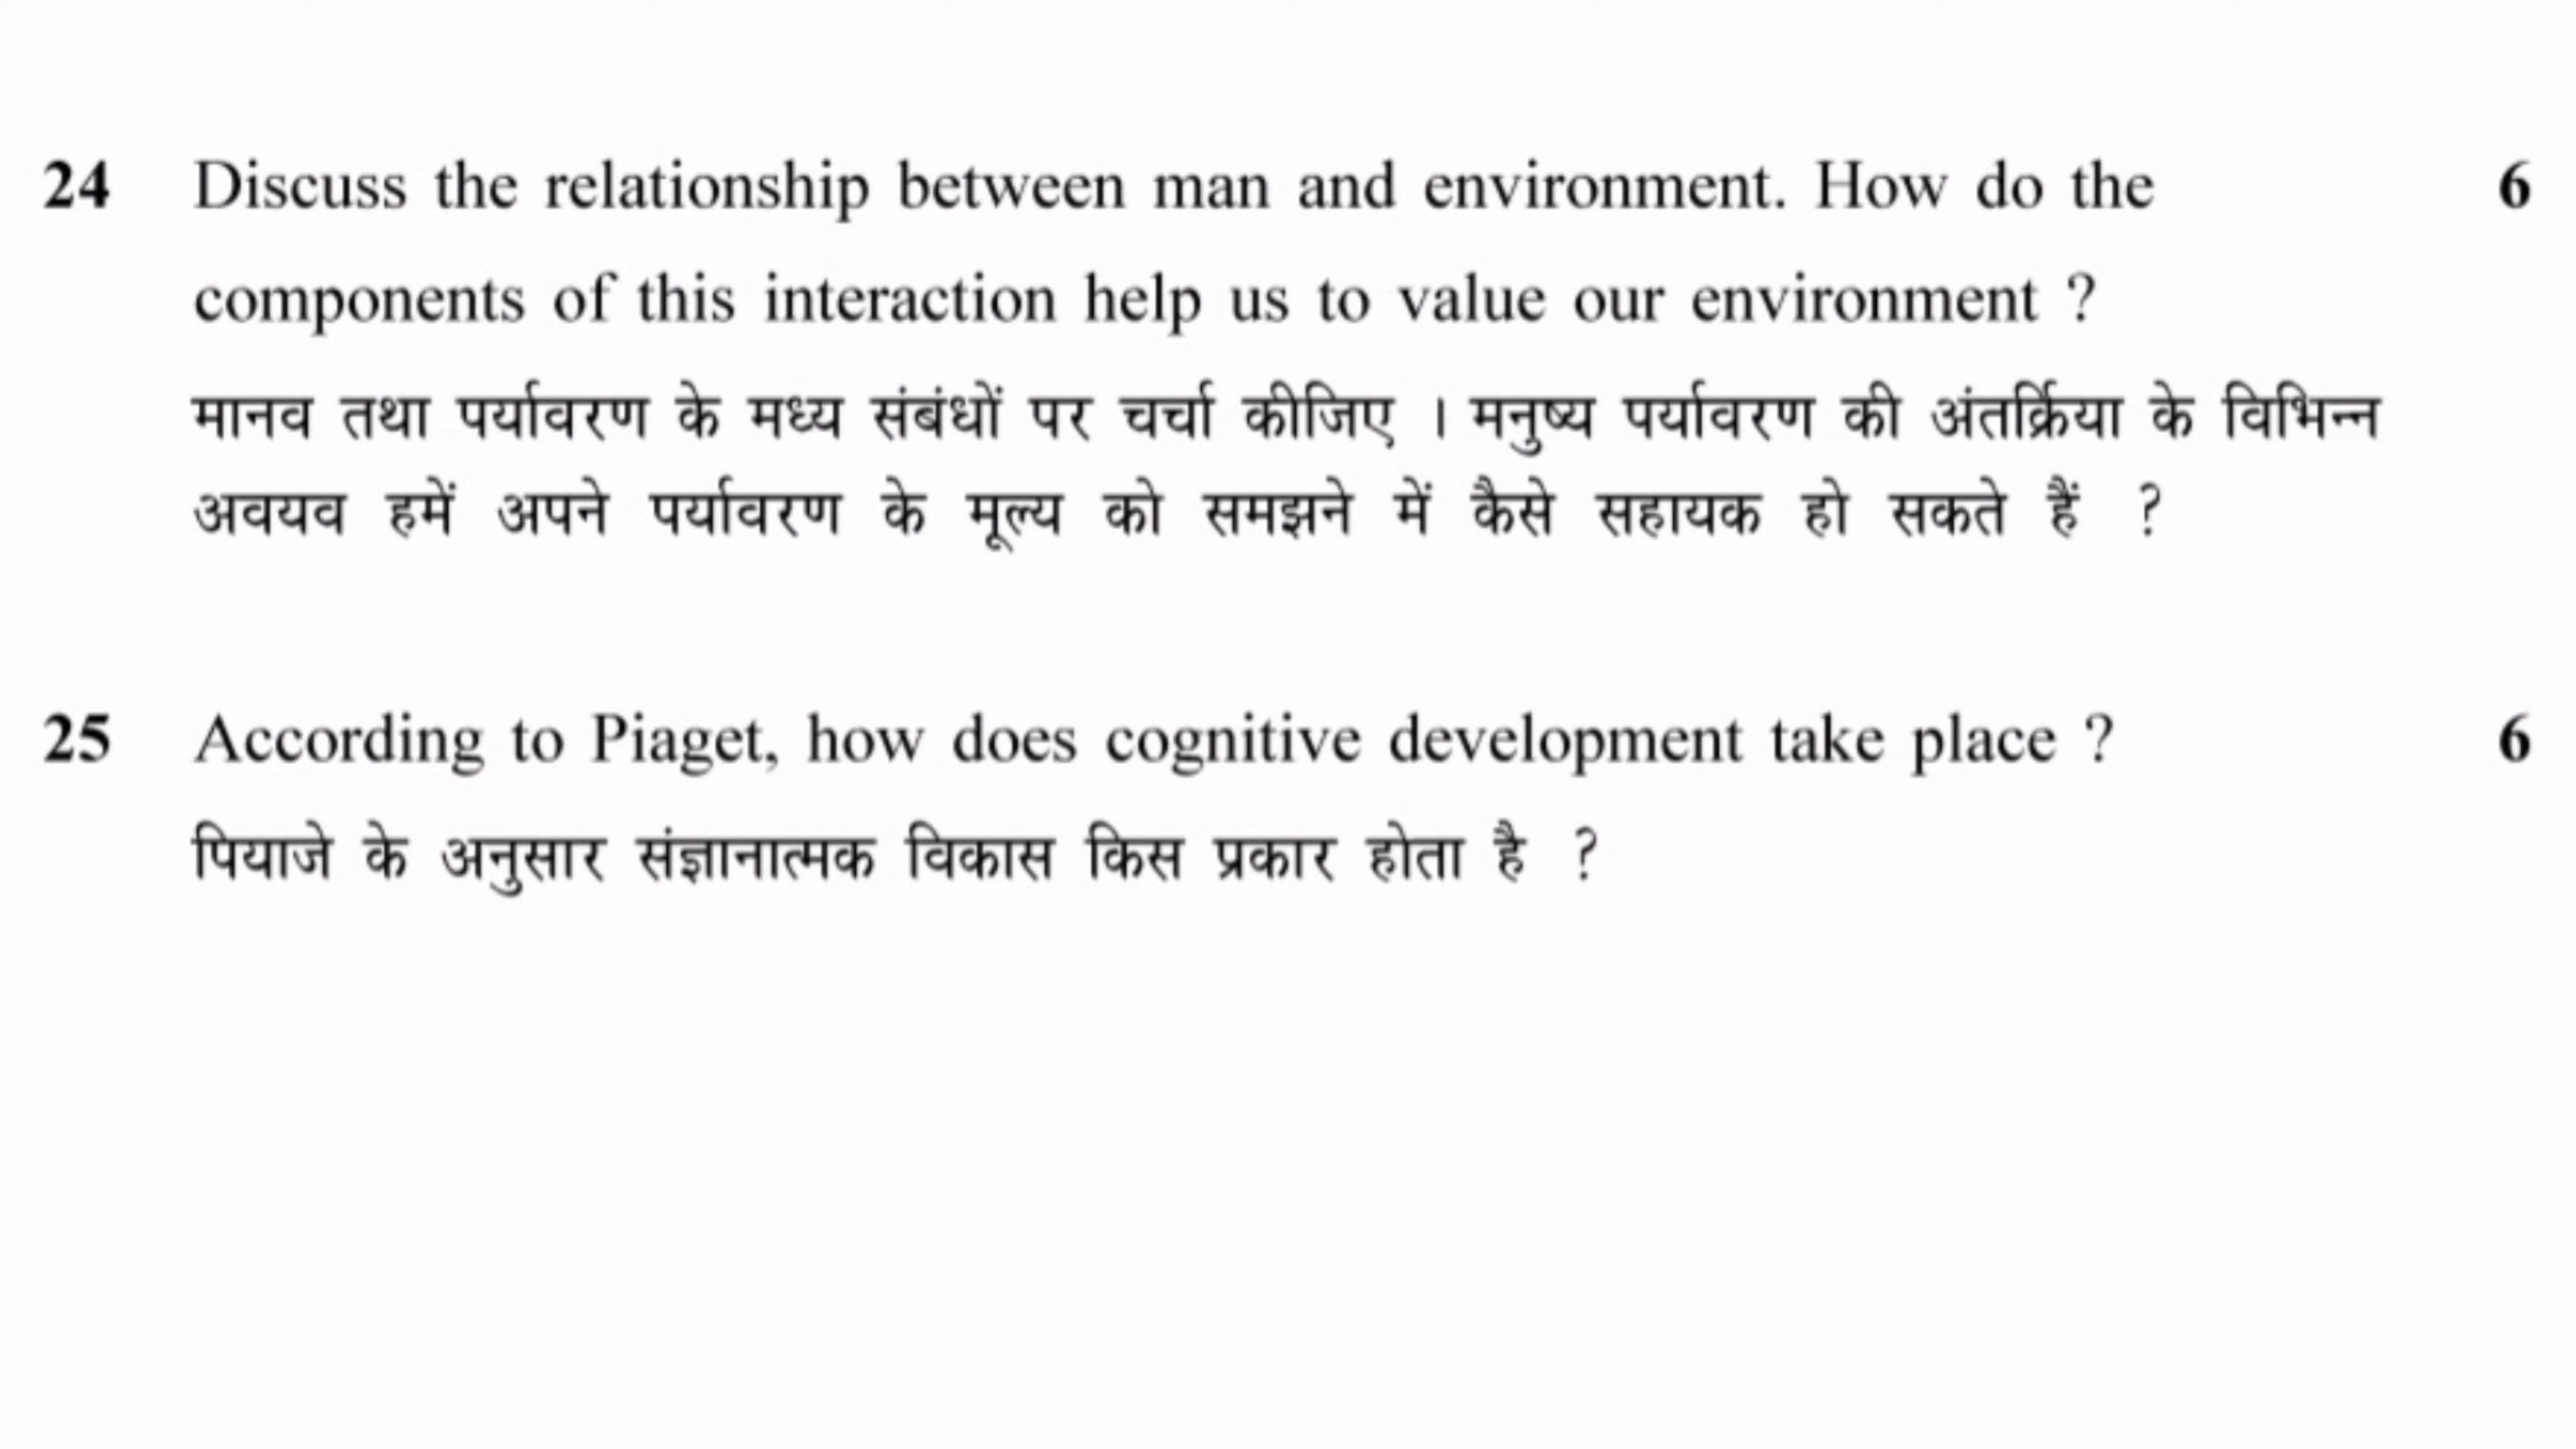 24 Discuss the relationship between man and environment. How do the 6
components of this interaction help us to value our environment ?
मानव तथा पर्यावरण के मध्य संबंधों पर चर्चा कीजिए । मनुष्य पर्यावरण की अंतर्क्रिया के विभिन्न
अवयव हमें अपने पर्यावरण के मूल्य को समझने में कैसे सहायक हो सकते हैं ?
25 According to Piaget, how does cognitive development take place ? 6
पियाजे के अनुसार संज्ञानात्मक विकास किस प्रकार होता है ?